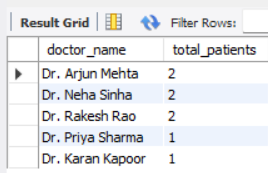 Result Grid Filter Rows:
doctor_name total_patients
Dr. Arjun Mehta 2
Dr. Neha Sinha 2
Dr. Rakesh Rao 2
Dr. Priya Sharma 1
Dr. Karan Kapoor 1